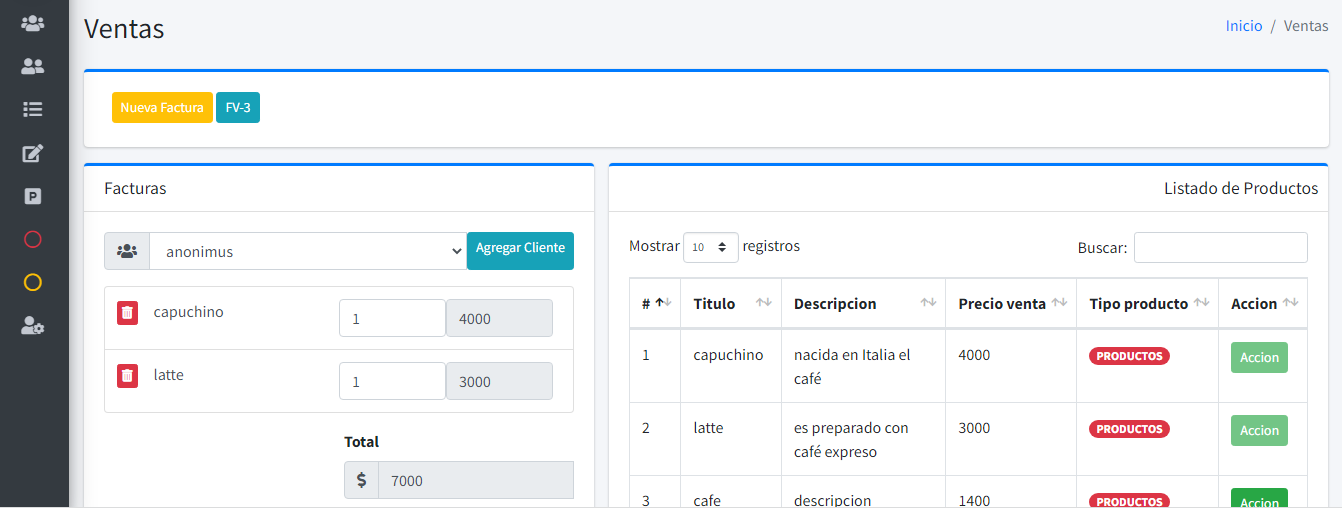 Ventas
Inicio / Ventas
Nueva Factura FV-3
Facturas
anonimus Agregar Cliente
capuchino 1 4000
latte 1 3000
Total
$ 7000
Listado de Productos
Mostrar 10 registros Buscar:
# Titulo Descripcion Precio venta Tipo producto Accion
1 capuchino nacida en Italia el 4000 PRODUCTOS Accion
café
2 latte es preparado con 3000 PRODUCTOS Accion
café expreso
3 cafe descripcion 1400 PRODUCTOS Accion